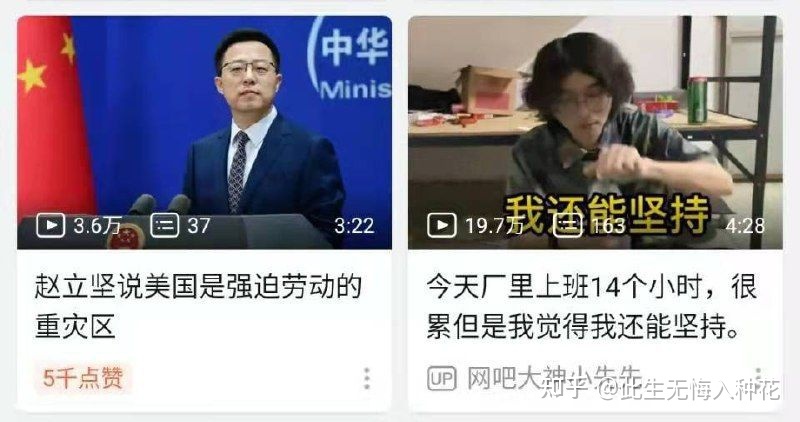 中华
Minis
3.6万 37 3:22
赵立坚说美国是强迫劳动的
重灾区
5千点赞
我还能坚持
19.7万 163 4:28
今天厂里上班14个小时，很
累但是我觉得我还能坚持。
UP 网吧大神小先先
知乎 @此生无悔入种花